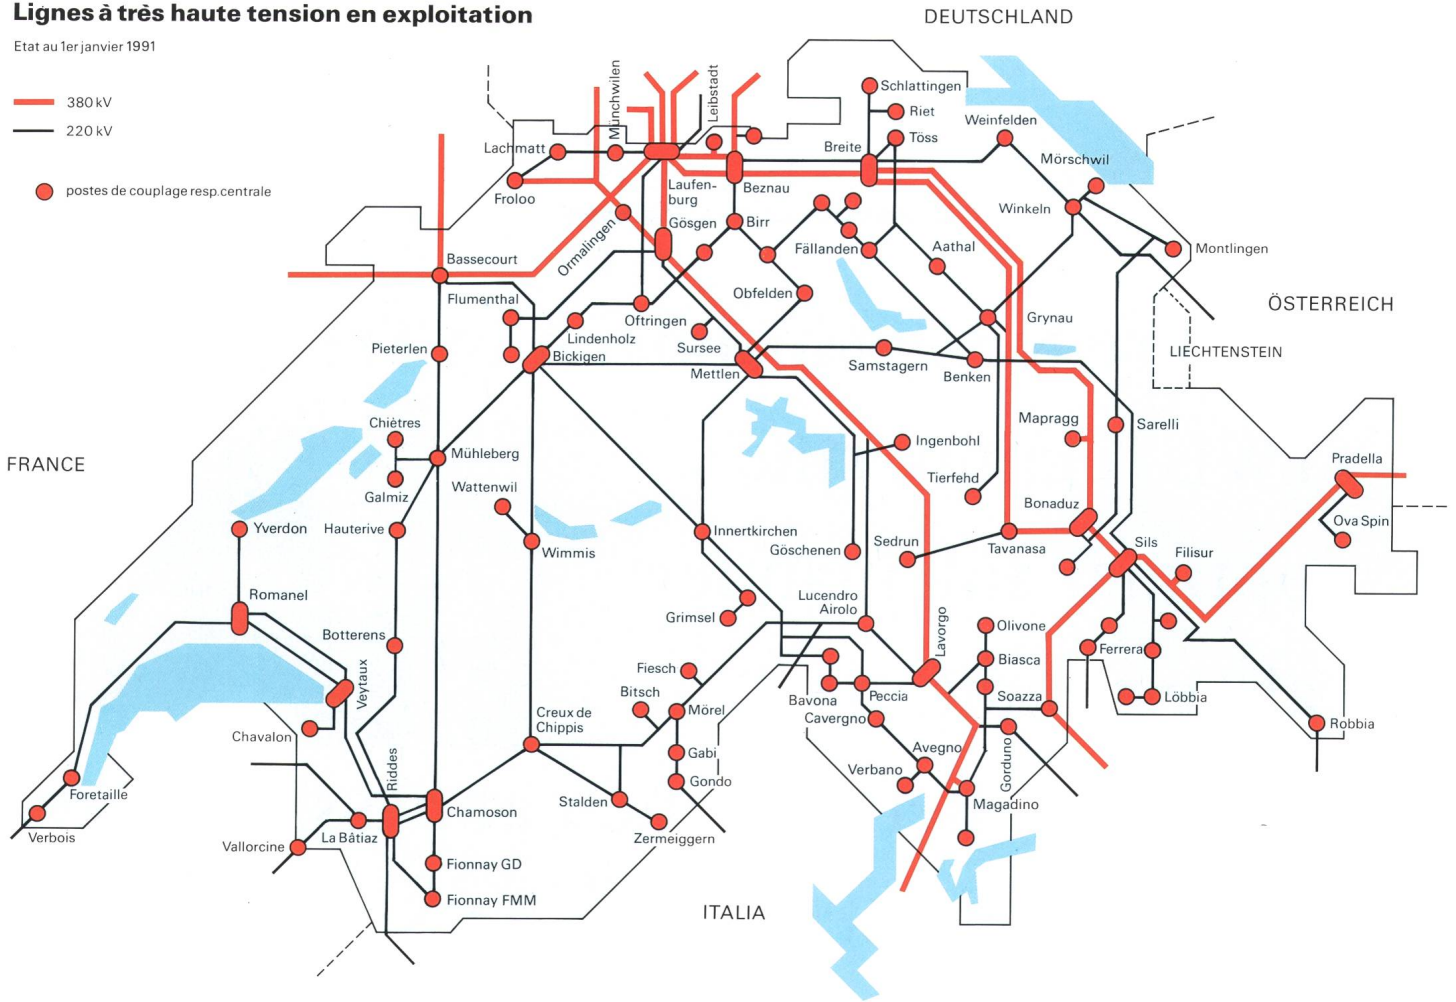 Lignes à très haute tension en exploitation
DEUTSCHLAND
Etat au 1er janvier 1991
380 kV
220 kV
postes de couplage resp.centrale
Münchwilen
Leibstadt
Schlattingen
Riet
Töss
Weinfelden
Breite
Mörschwil
Lachmatt
Froloo
Laufen-
burg
Beznau
Winkeln
Montlingen
Ormalingen
Gösgen
Birr
Fällanden
Aathal
Bassecourt
Flumenthal
Obfelden
ÖSTERREICH
Oftringen
Grynau
Lindenholz
Sursee
Pieterlen
Bickigen
Mettlen
Samstagern
Benken
LIECHTENSTEIN
Chiètres
Mapragg
Sarelli
Ingenbohl
FRANCE
Mühleberg
Pradella
Galmiz
Wattenwil
Tierfehd
Bonaduz
Ova Spin
Yverdon
Hauterive
Innertkirchen
Wimmis
Göschenen
Sedrun
Tavanasa
Sils
Filisur
Romanel
Lucendro
Airolo
Grimsel
Lavorgo
Olivone
Botterens
Ferrera
Biasca
Veytaux
Fiesch
Bitsch
Bavona
Peccia
Soazza
Löbbia
Chavalon
Creux de
Chippis
Mörel
Cavergno
Robbia
Gabi
Avegno
Gorduno
Riddes
Verbano
Gondo
Foretaille
Stalden
Magadino
Chamoson
Verbois
La Bâtiaz
Zermeiggern
Vallorcine
Fionnay GD
Fionnay FMM
ITALIA